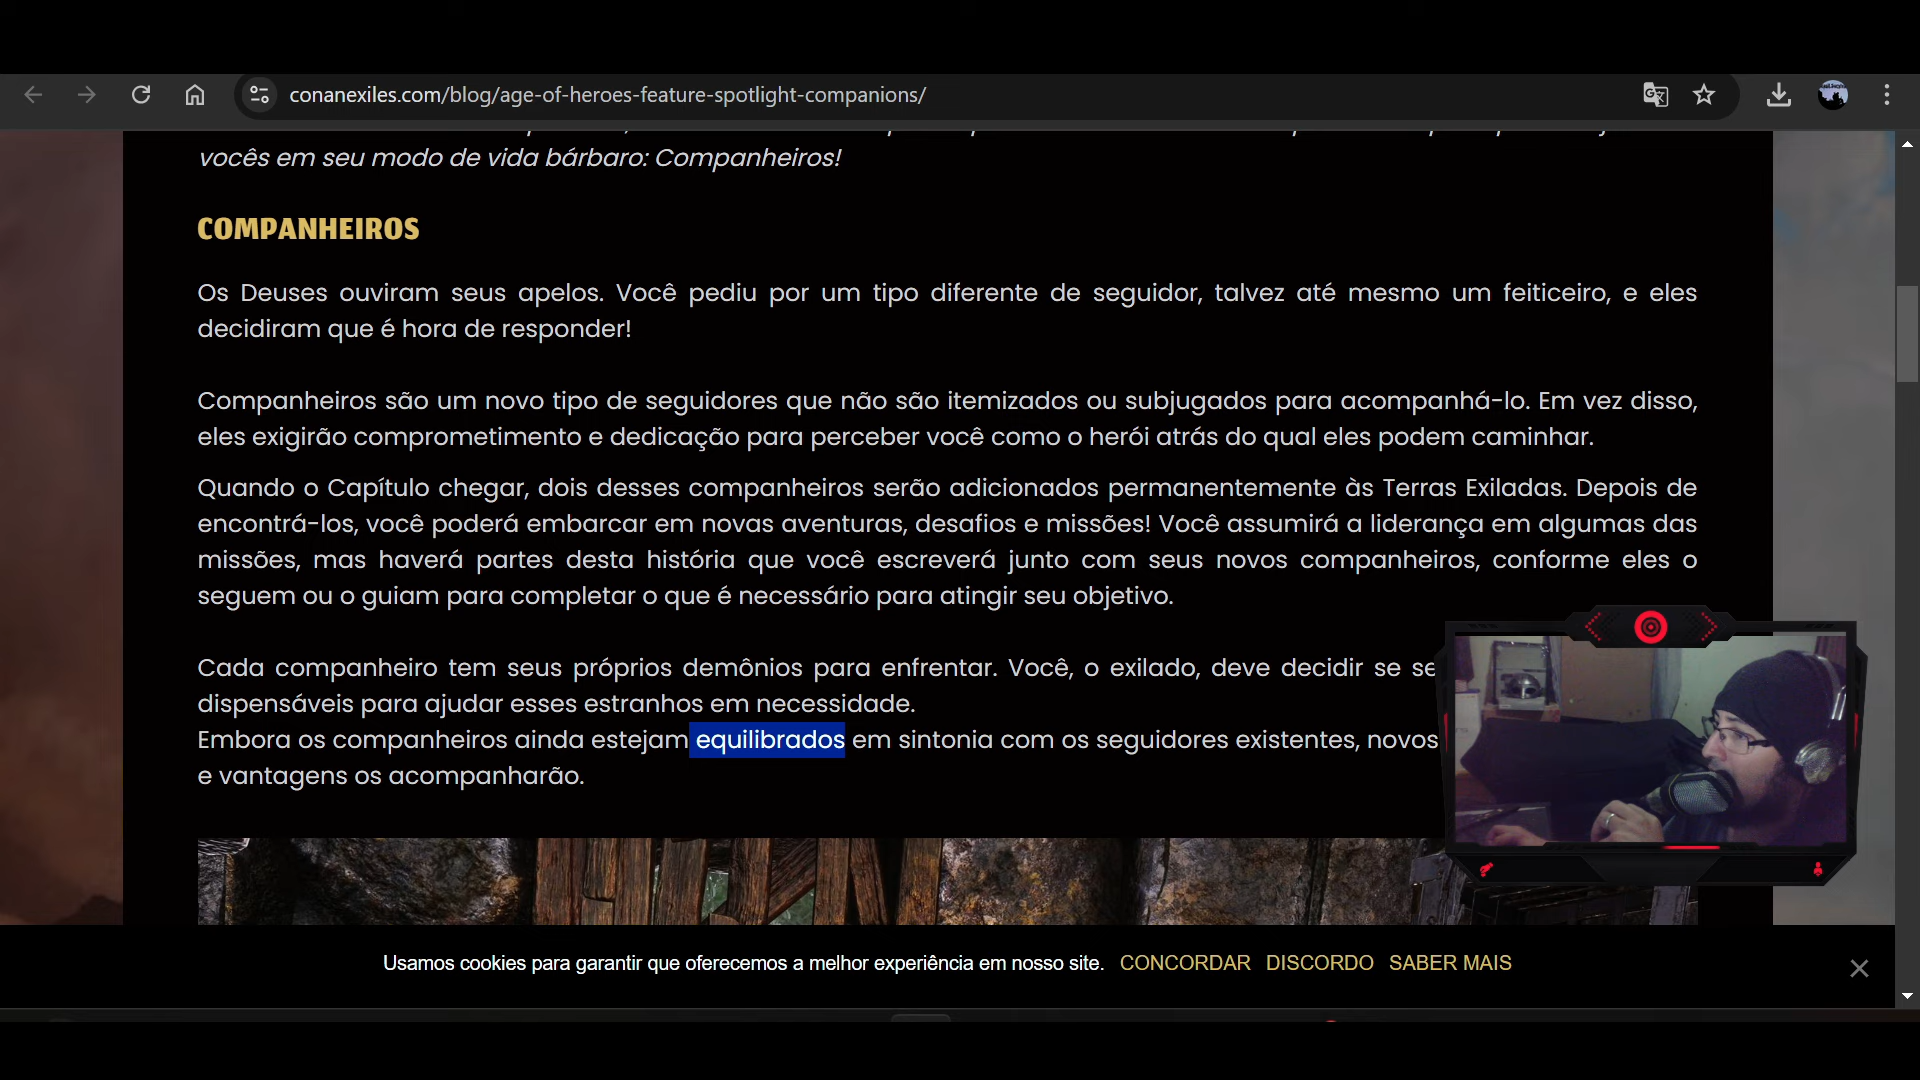 conanexiles.com/blog/age-of-heroes-feature-spotlight-companions/
vocês em seu modo de vida bárbaro: Companheiros!
COMPANHEIROS
Os Deuses ouviram seus apelos. Você pediu por um tipo diferente de seguidor, talvez até mesmo um feiticeiro, e eles
decidiram que é hora de responder!
Companheiros são um novo tipo de seguidores que não são itemizados ou subjugados para acompanhá-lo. Em vez disso,
eles exigirão comprometimento e dedicação para perceber você como o herói atrás do qual eles podem caminhar.
Quando o Capítulo chegar, dois desses companheiros serão adicionados permanentemente às Terras Exiladas. Depois de
encontrá-los, você poderá embarcar em novas aventuras, desafios e missões! Você assumirá a liderança em algumas das
missões, mas haverá partes desta história que você escreverá junto com seus novos companheiros, conforme eles o
seguem ou o guiam para completar o que é necessário para atingir seu objetivo.
Cada companheiro tem seus próprios demônios para enfrentar. Você, o exilado, deve decidir se
dispensáveis para ajudar esses estranhos em necessidade.
Embora os companheiros ainda estejam equilibrados em sintonia com os seguidores existentes, novos
e vantagens os acompanharão.
Usamos cookies para garantir que oferecemos a melhor experiência em nosso site. CONCORDAR DISCORDO SABER MAIS